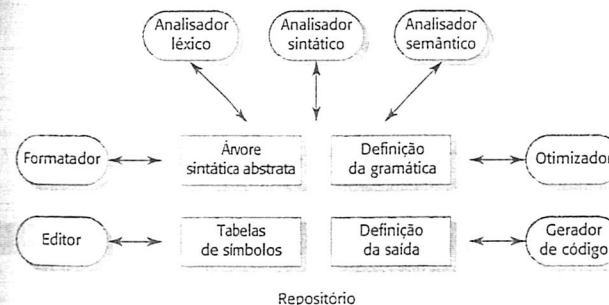 Analisador
léxico
Analisador
sintático
Analisador
semântico
Formatador
Árvore
sintática abstrata
Definição
da gramática
Otimizador
Editor
Tabelas
de símbolos
Definição
da saída
Gerador
de código
Repositório